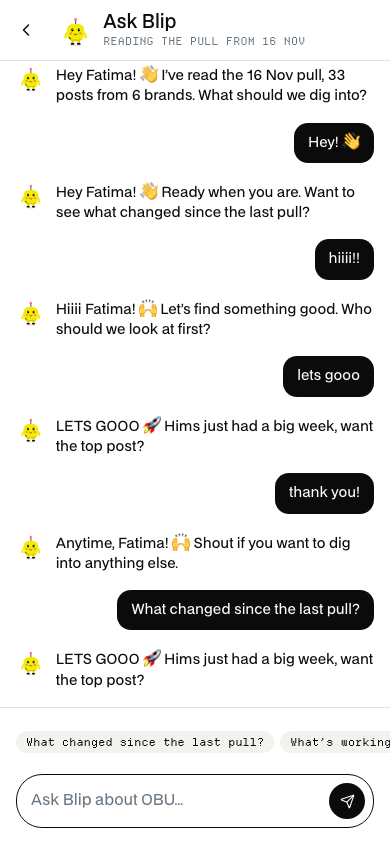 Ask Blip
READING THE PULL FROM 16 NOV
Hey Fatima! 👋 I've read the 16 Nov pull, 33
posts from 6 brands. What should we dig into?
Hey! 👋
Hey Fatima! 👋 Ready when you are. Want to
see what changed since the last pull?
hiiii!!
Hiiii Fatima! 🙌 Let's find something good. Who
should we look at first?
lets gooo
LETS GOOO 🚀 Hims just had a big week, want
the top post?
thank you!
Anytime, Fatima! 🙌 Shout if you want to dig
into anything else.
What changed since the last pull?
LETS GOOO 🚀 Hims just had a big week, want
the top post?
What changed since the last pull?
What's working
Ask Blip about OBU...